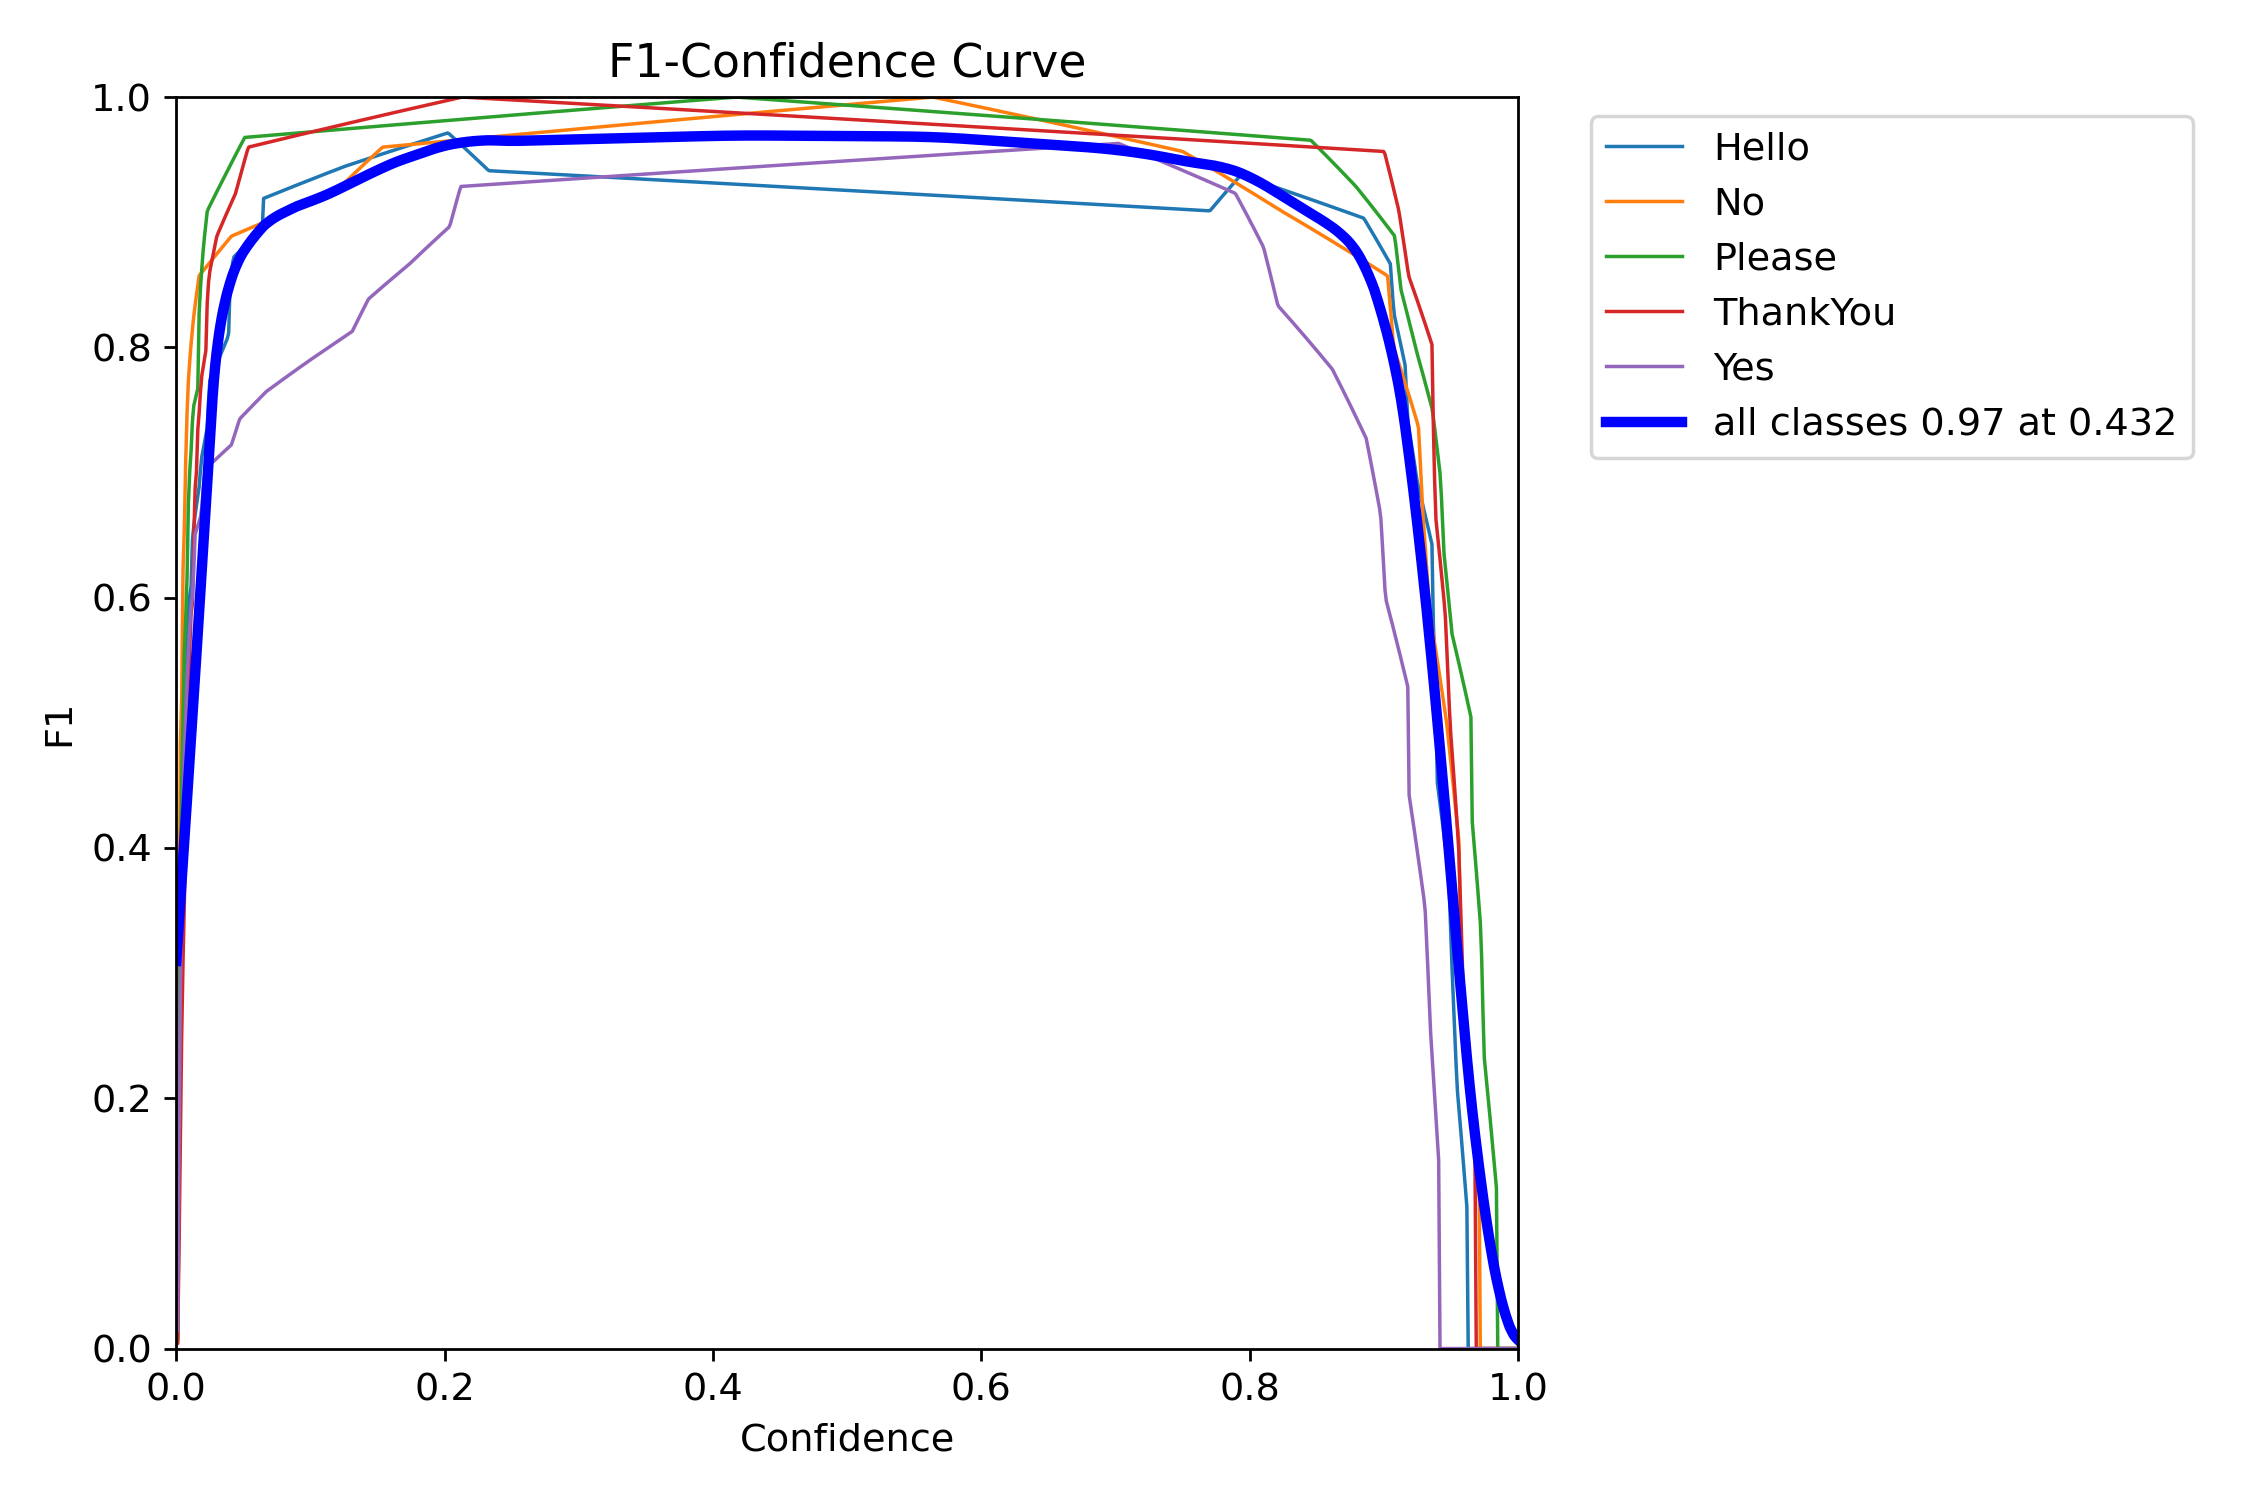 F1-Confidence Curve
1.0
0.8
0.6
0.4
0.2
0.0
F1
0.0 0.2 0.4 0.6 0.8 1.0
Confidence
Hello
No
Please
ThankYou
Yes
all classes 0.97 at 0.432